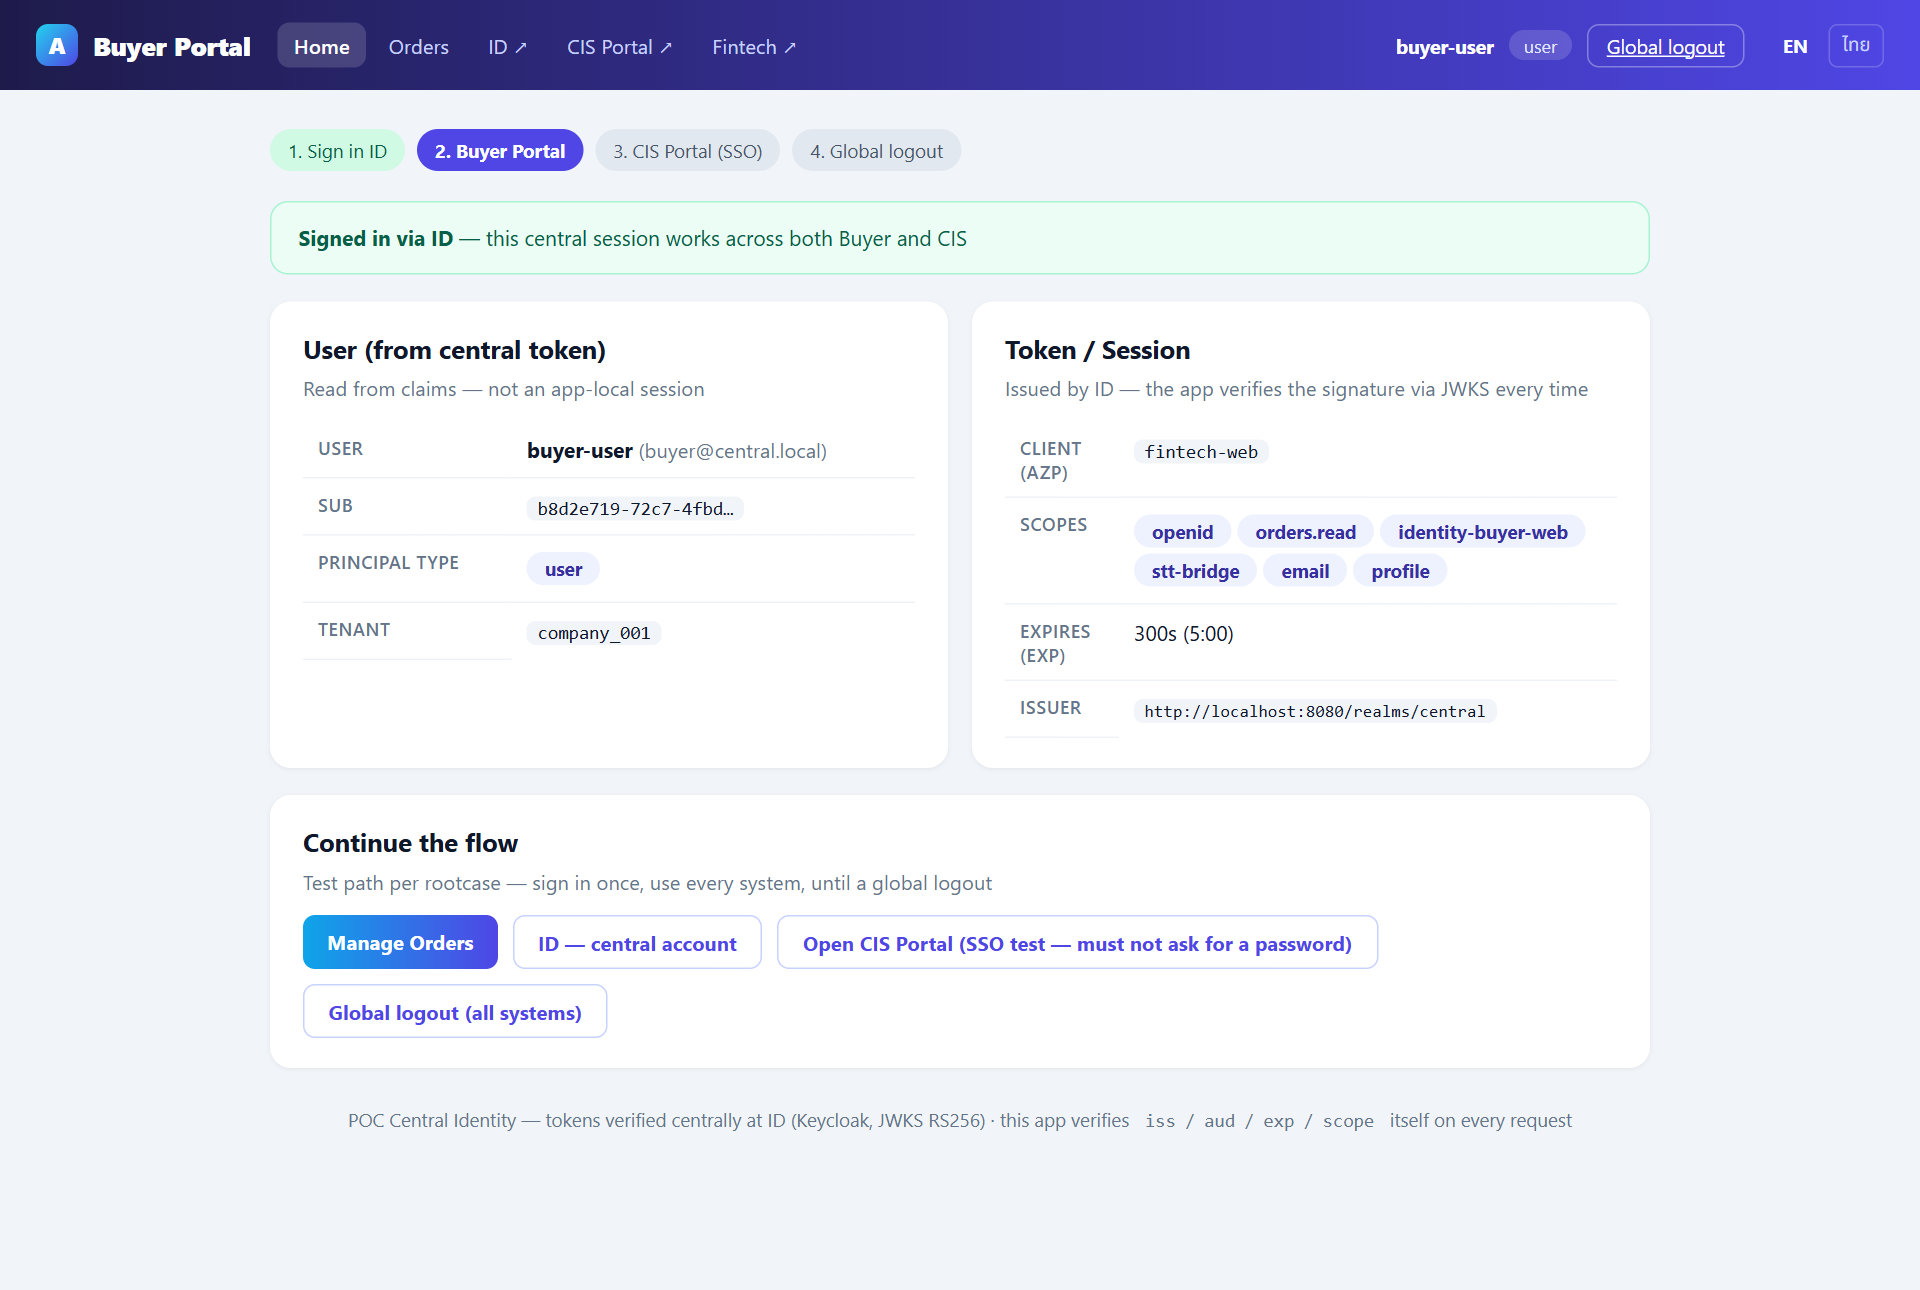 A Buyer Portal Home Orders ID ↗ CIS Portal ↗ Fintech ↗ buyer-user user Global logout EN ไทย
1. Sign in ID 2. Buyer Portal 3. CIS Portal (SSO) 4. Global logout
Signed in via ID — this central session works across both Buyer and CIS
User (from central token)
Read from claims — not an app-local session
USER buyer-user (buyer@central.local)
SUB b8d2e719-72c7-4fbd…
PRINCIPAL TYPE user
TENANT company_001
Token / Session
Issued by ID — the app verifies the signature via JWKS every time
CLIENT (AZP) fintech-web
SCOPES openid orders.read identity-buyer-web
stt-bridge email profile
EXPIRES (EXP) 300s (5:00)
ISSUER http://localhost:8080/realms/central
Continue the flow
Test path per rootcase — sign in once, use every system, until a global logout
Manage Orders ID — central account Open CIS Portal (SSO test — must not ask for a password)
Global logout (all systems)
POC Central Identity — tokens verified centrally at ID (Keycloak, JWKS RS256) · this app verifies iss / aud / exp / scope itself on every request